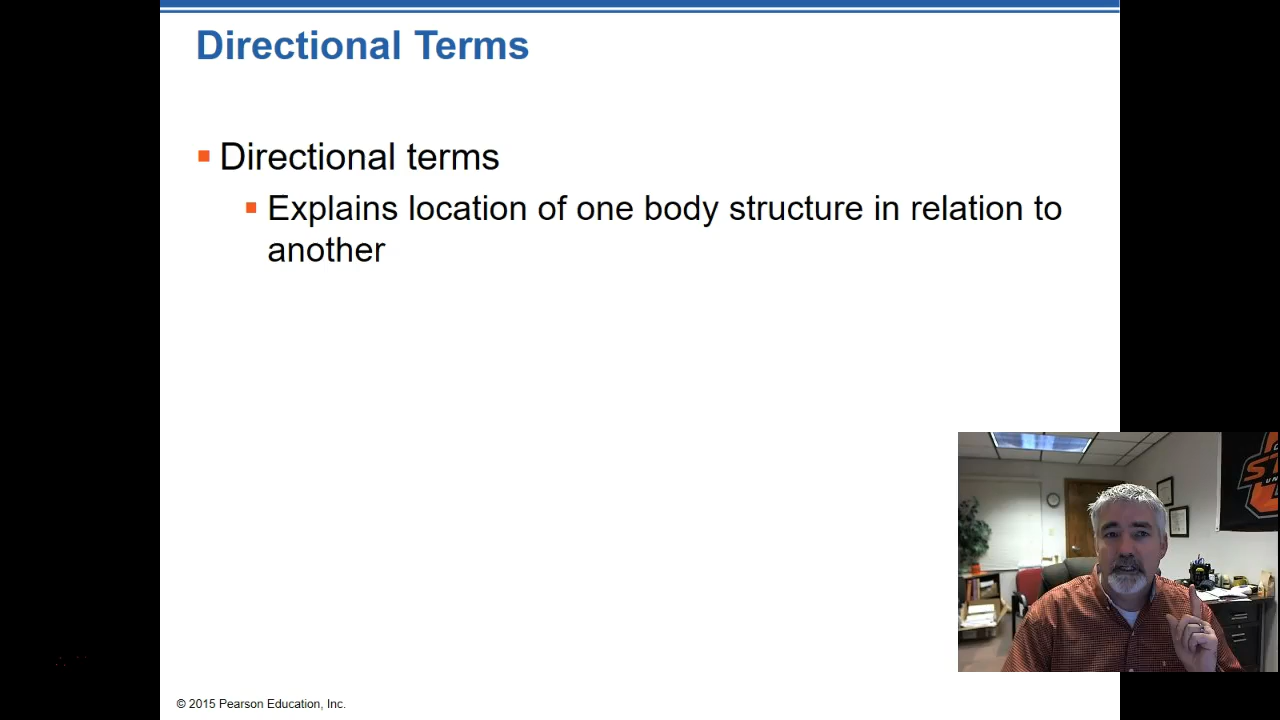 Directional Terms
Directional terms
Explains location of one body structure in relation to
another
© 2015 Pearson Education, Inc.